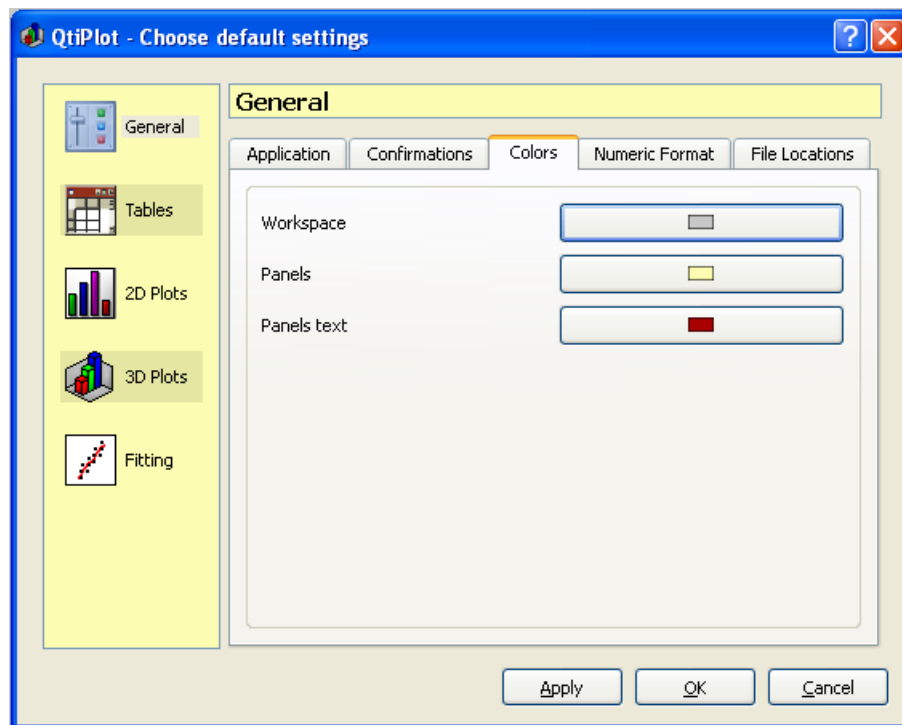 QtiPlot - Choose default settings
General
Tables
2D Plots
3D Plots
Fitting
General
Application Confirmations Colors Numeric Format File Locations
Workspace
Panels
Panels text
Apply OK Cancel